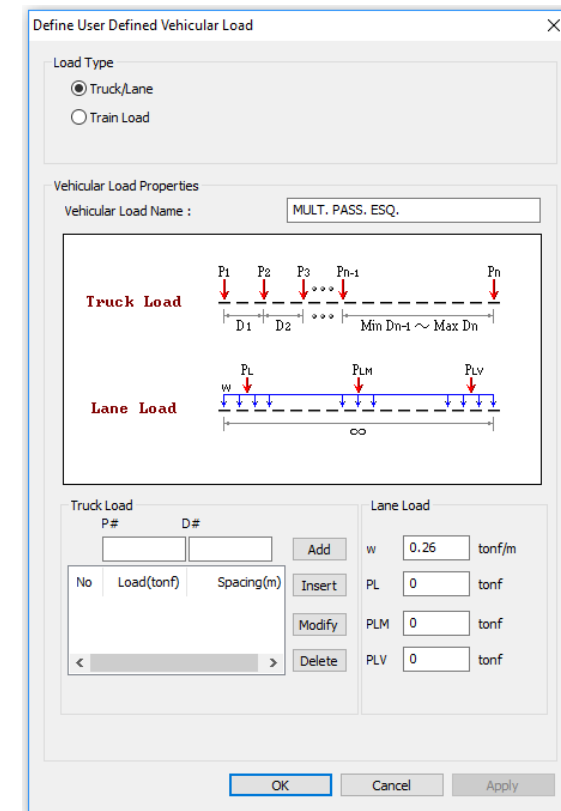 Define User Defined Vehicular Load
Load Type
Truck/Lane
Train Load
Vehicular Load Properties
Vehicular Load Name : MULT. PASS. ESQ.
P1 P2 P3 Pn-1 Pn
Truck Load
D1 D2 Min Dn-1 ~ Max Dn
PL PLM PLV
w
Lane Load
∞
Truck Load Lane Load
P# D#
Add w 0.26 tonf/m
No Load(tonf) Spacing(m) Insert PL 0 tonf
Modify PLM 0 tonf
Delete PLV 0 tonf
OK Cancel Apply